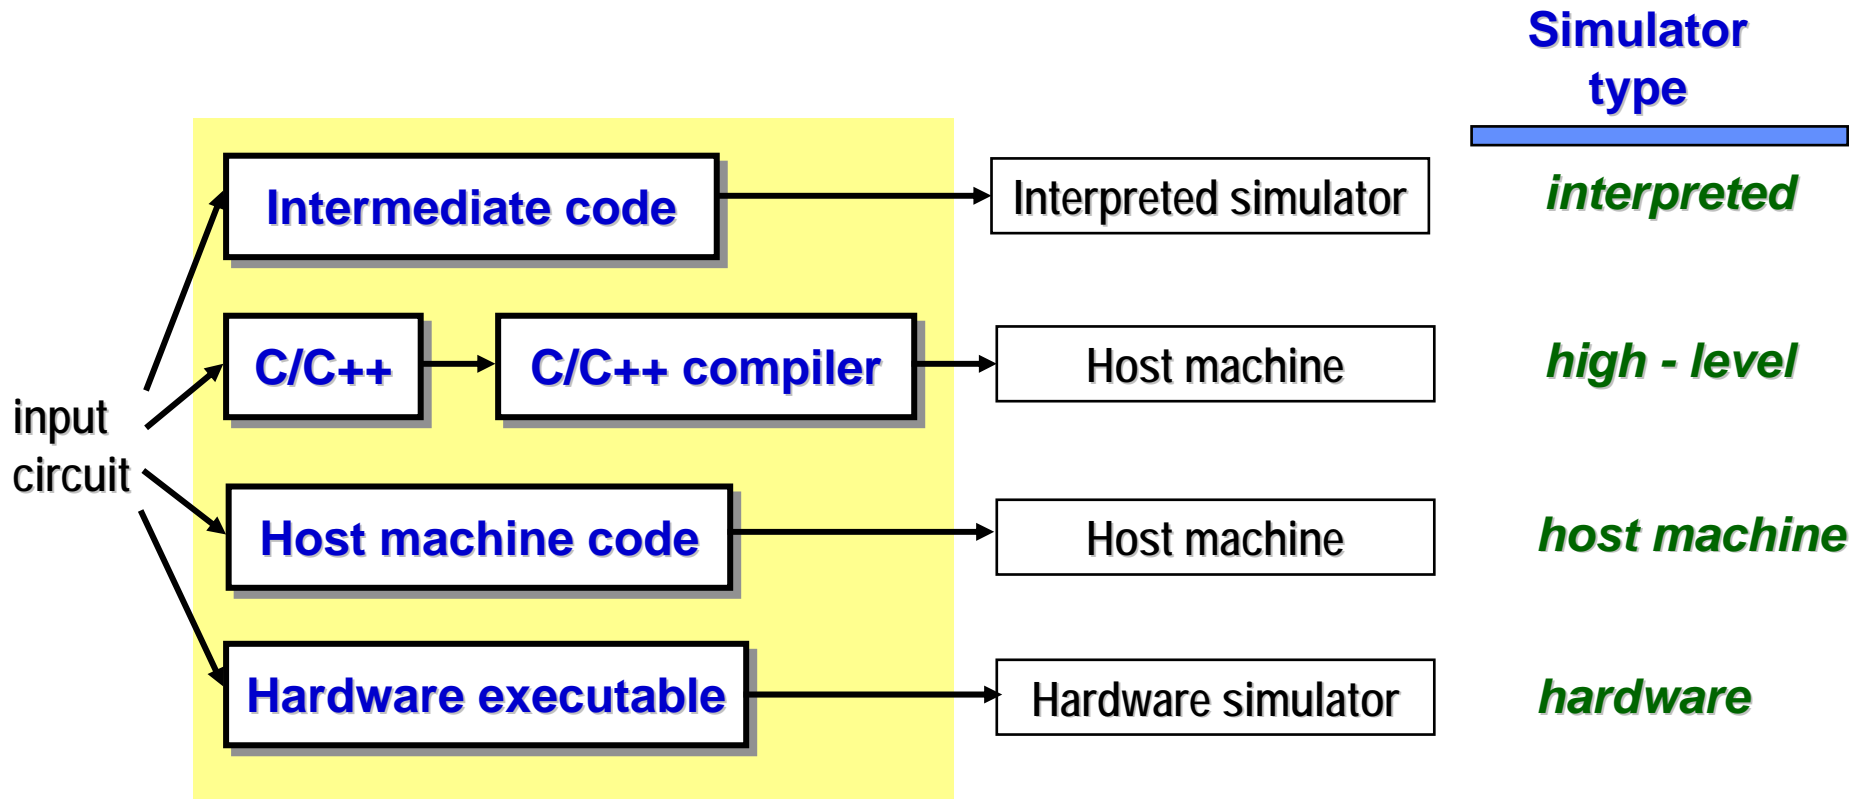 Simulator
type
Intermediate code
Interpreted simulator
interpreted
C/C++
C/C++ compiler
Host machine
high - level
input
circuit
Host machine code
Host machine
host machine
Hardware executable
Hardware simulator
hardware